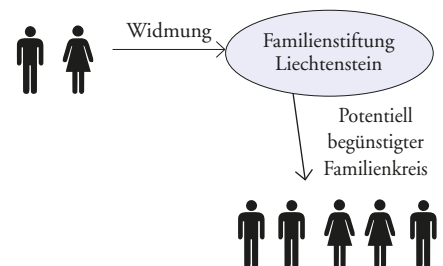 Widmung
Familienstiftung
Liechtenstein
Potentiell
begünstigter
Familienkreis